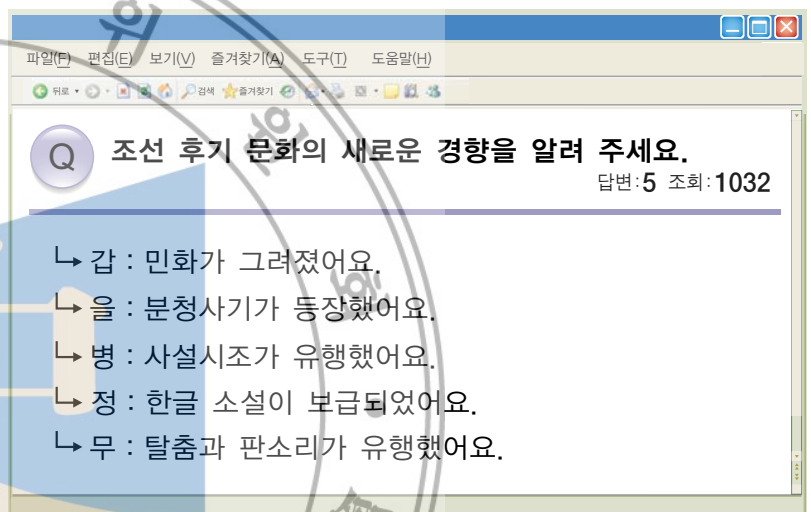 파일(F) 편집(E) 보기(V) 즐겨찾기(A) 도구(T) 도움말(H)
뒤로 검색 즐겨찾기
Q 조선 후기 문화의 새로운 경향을 알려 주세요.
답변:5 조회:1032
갑 : 민화가 그려졌어요.
을 : 분청사기가 등장했어요.
병 : 사설시조가 유행했어요.
정 : 한글 소설이 보급되었어요.
무 : 탈춤과 판소리가 유행했어요.